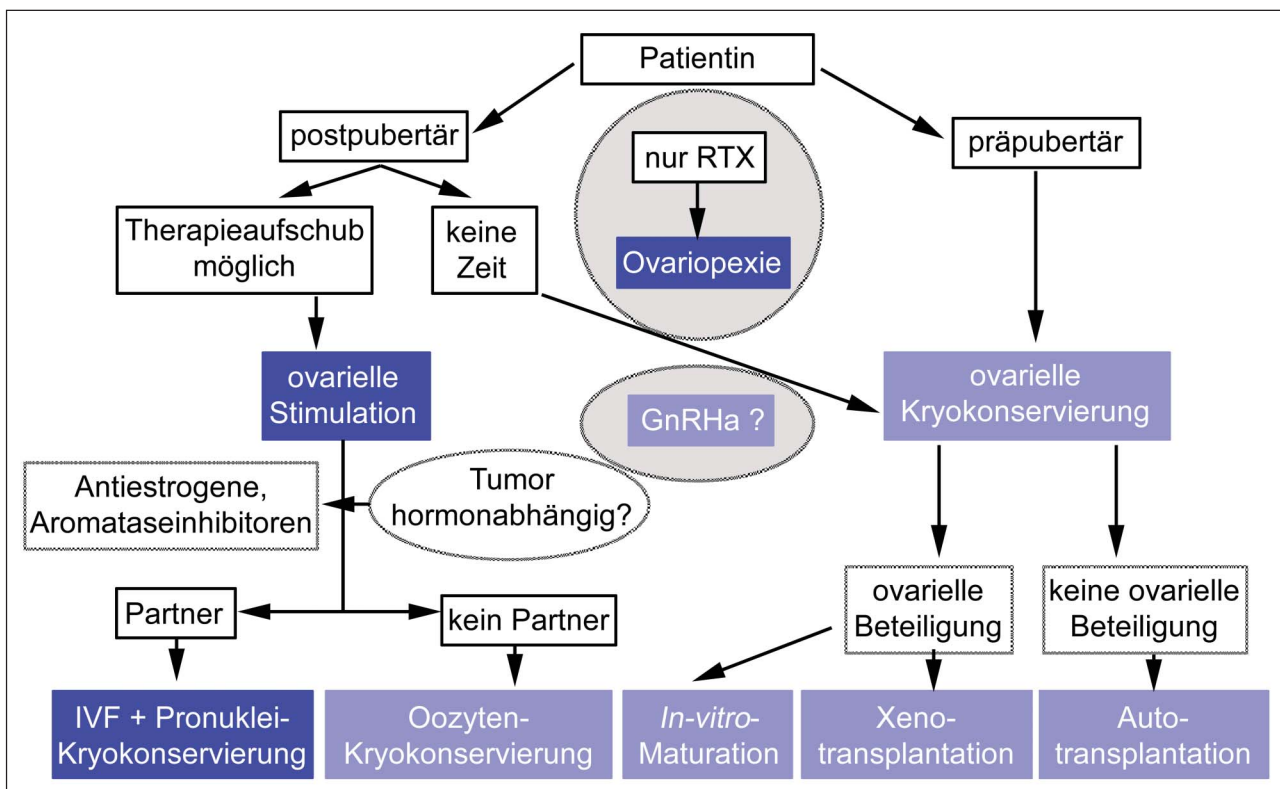 Patientin
postpubertär
nur RTX
präpubertär
Therapieaufschub
möglich
keine
Zeit
Ovariopexie
ovarielle
Stimulation
GnRHa ?
ovarielle
Kryokonservierung
Antiestrogene,
Aromataseinhibitoren
Tumor
hormonabhängig?
Partner
kein Partner
ovarielle
Beteiligung
keine ovarielle
Beteiligung
IVF + Pronuklei-
Kryokonservierung
Oozyten-
Kryokonservierung
In-vitro-
Maturation
Xeno-
transplantation
Auto-
transplantation